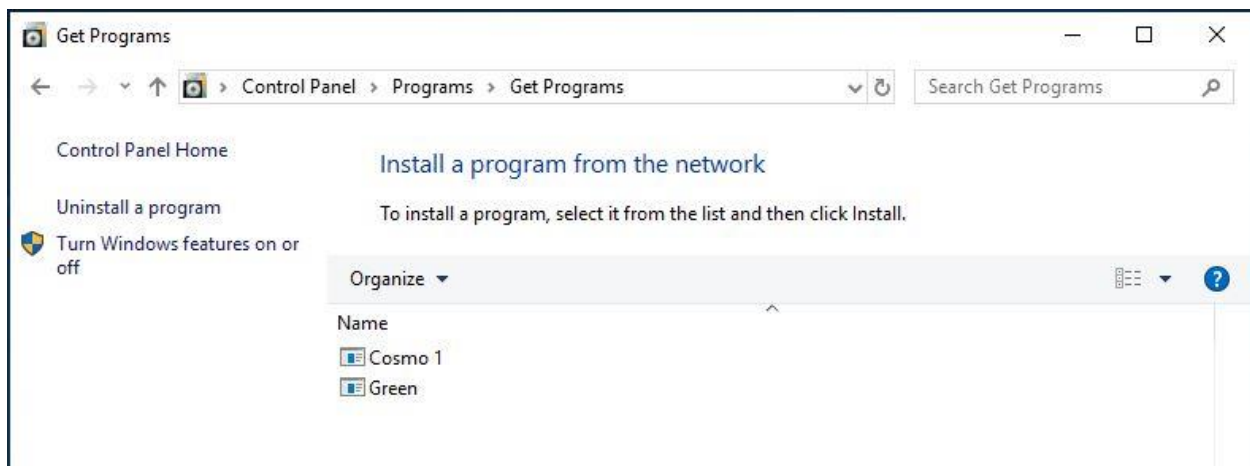 Get Programs
Control Panel > Programs > Get Programs
Search Get Programs
Control Panel Home
Uninstall a program
Turn Windows features on or
off
Install a program from the network
To install a program, select it from the list and then click Install.
Organize
Name
Cosmo 1
Green